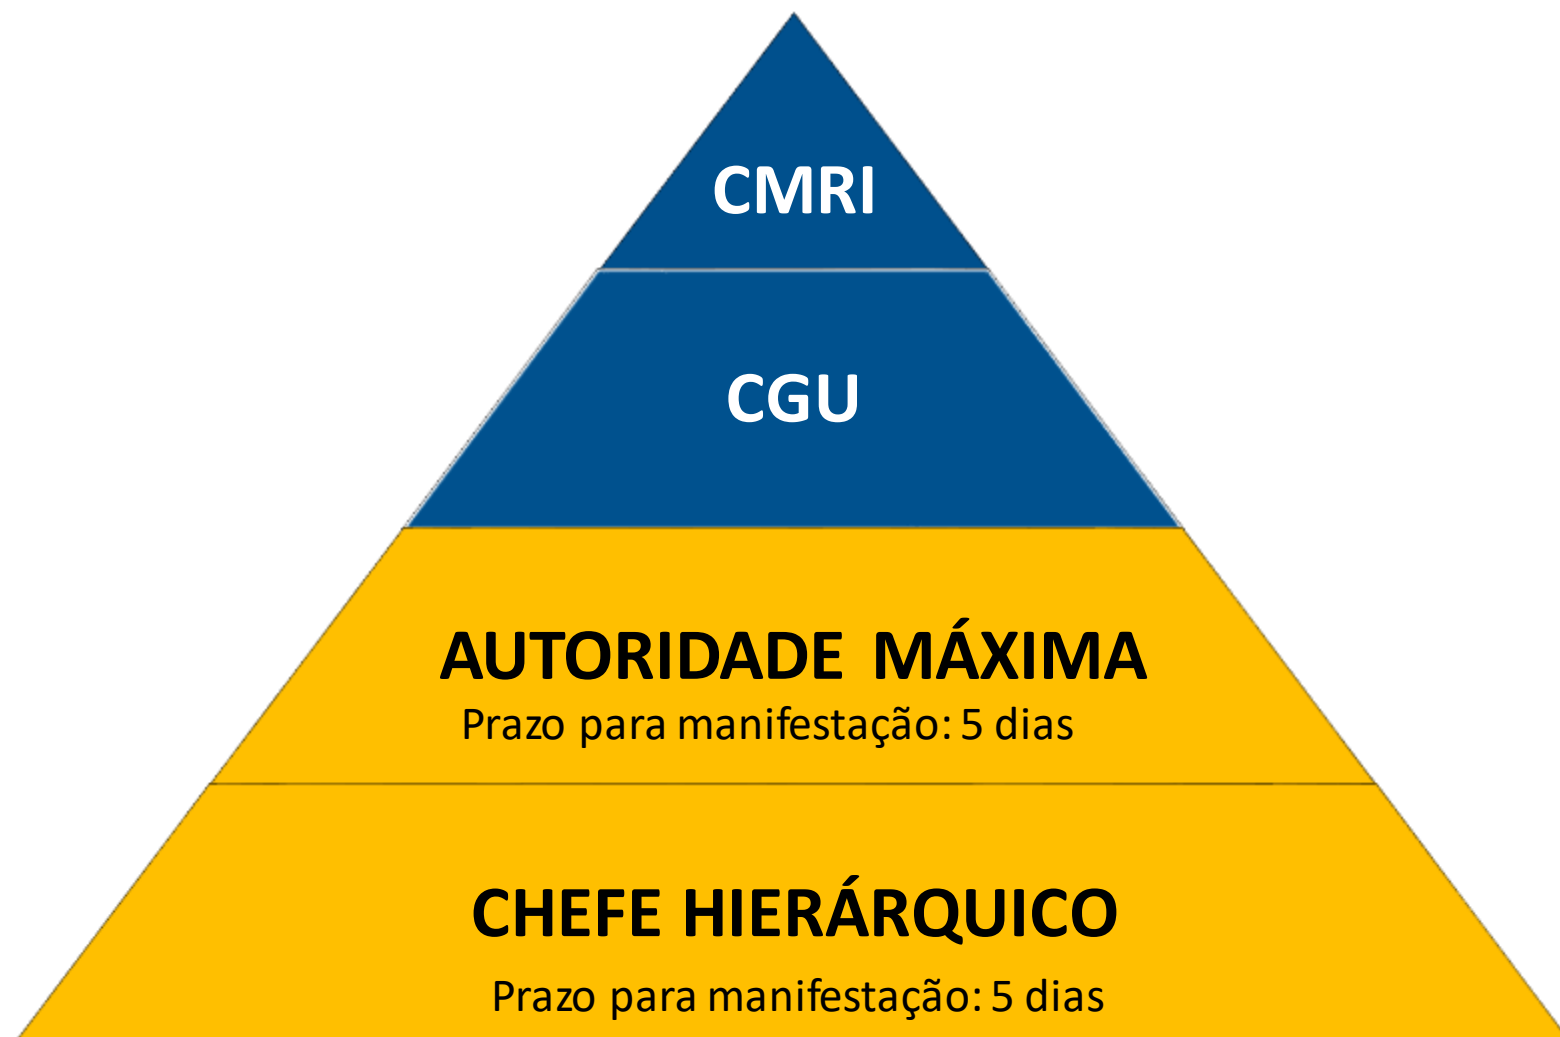 CMRI
CGU
AUTORIDADE MÁXIMA
Prazo para manifestação: 5 dias
CHEFE HIERÁRQUICO
Prazo para manifestação: 5 dias